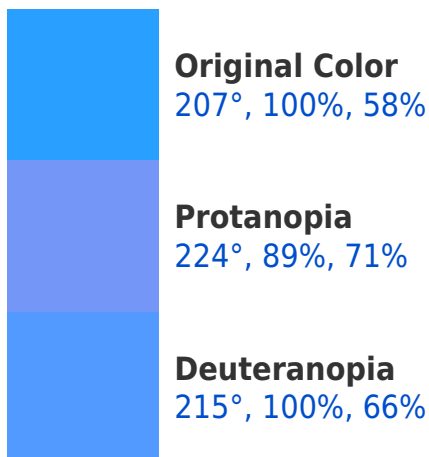 Original Color
207°, 100%, 58%
Protanopia
224°, 89%, 71%
Deuteranopia
215°, 100%, 66%